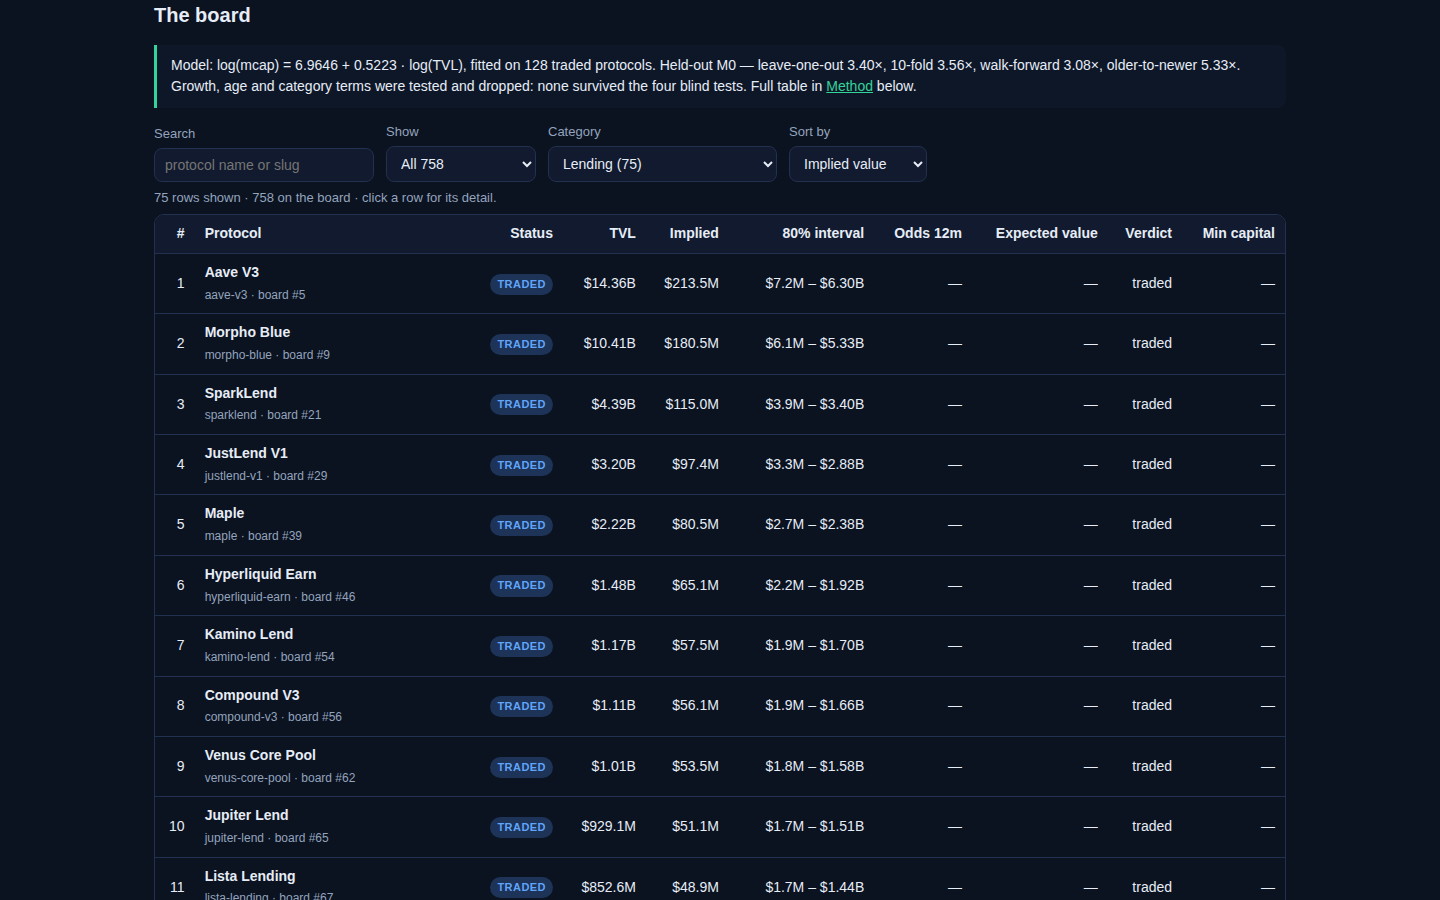 The board
Model: log(mcap) = 6.9646 + 0.5223 · log(TVL), fitted on 128 traded protocols. Held-out M0 — leave-one-out 3.40×, 10-fold 3.56×, walk-forward 3.08×, older-to-newer 5.33×.
Growth, age and category terms were tested and dropped: none survived the four blind tests. Full table in Method below.
Search Show Category Sort by
protocol name or slug All 758 Lending (75) Implied value
75 rows shown · 758 on the board · click a row for its detail.
# Protocol Status TVL Implied 80% interval Odds 12m Expected value Verdict Min capital
1 Aave V3 TRADED $14.36B $213.5M $7.2M – $6.30B — — traded —
aave-v3 · board #5
2 Morpho Blue TRADED $10.41B $180.5M $6.1M – $5.33B — — traded —
morpho-blue · board #9
3 SparkLend TRADED $4.39B $115.0M $3.9M – $3.40B — — traded —
sparklend · board #21
4 JustLend V1 TRADED $3.20B $97.4M $3.3M – $2.88B — — traded —
justlend-v1 · board #29
5 Maple TRADED $2.22B $80.5M $2.7M – $2.38B — — traded —
maple · board #39
6 Hyperliquid Earn TRADED $1.48B $65.1M $2.2M – $1.92B — — traded —
hyperliquid-earn · board #46
7 Kamino Lend TRADED $1.17B $57.5M $1.9M – $1.70B — — traded —
kamino-lend · board #54
8 Compound V3 TRADED $1.11B $56.1M $1.9M – $1.66B — — traded —
compound-v3 · board #56
9 Venus Core Pool TRADED $1.01B $53.5M $1.8M – $1.58B — — traded —
venus-core-pool · board #62
10 Jupiter Lend TRADED $929.1M $51.1M $1.7M – $1.51B — — traded —
jupiter-lend · board #65
11 Lista Lending TRADED $852.6M $48.9M $1.7M – $1.44B — — traded —
lista-lending · board #67